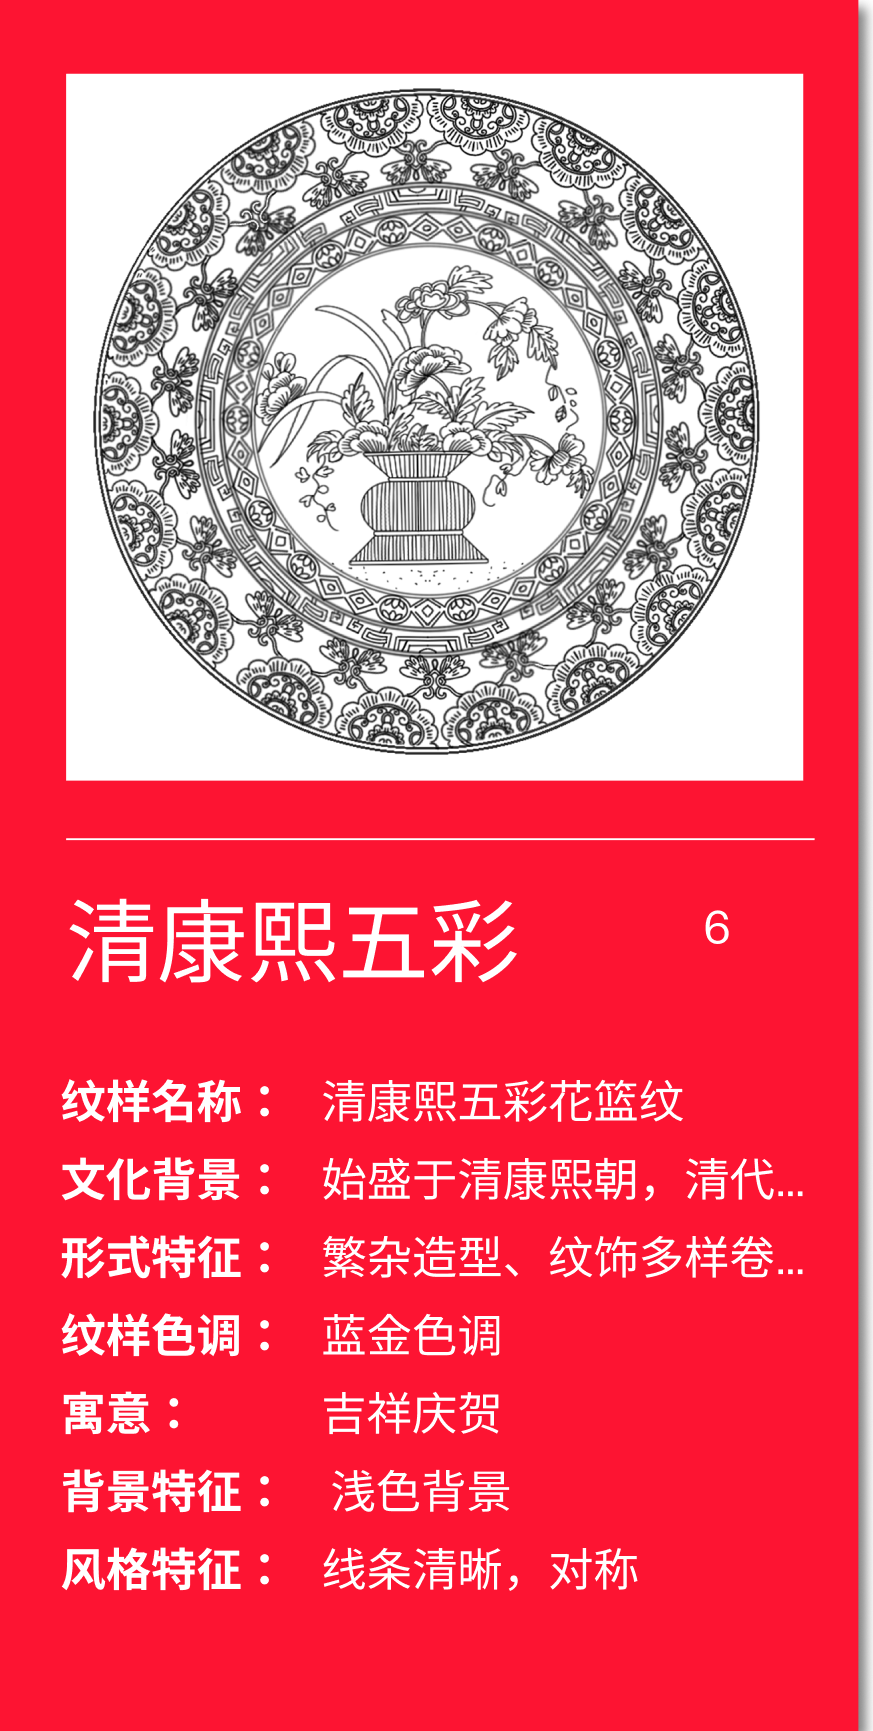 清康熙五彩
6
纹样名称： 清康熙五彩花篮纹
文化背景： 始盛于清康熙朝，清代...
形式特征： 繁杂造型、纹饰多样卷...
纹样色调： 蓝金色调
寓意： 吉祥庆贺
背景特征： 浅色背景
风格特征： 线条清晰，对称